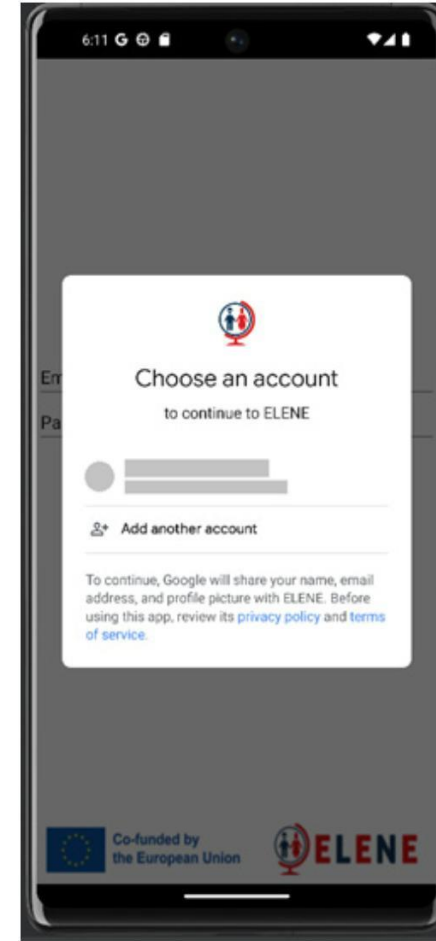 6:11 G
Choose an account
to continue to ELENE
Em
Pa
Add another account
To continue, Google will share your name, email
address, and profile picture with ELENE. Before
using this app, review its privacy policy and terms
of service.
Co-funded by
the European Union
ELENE